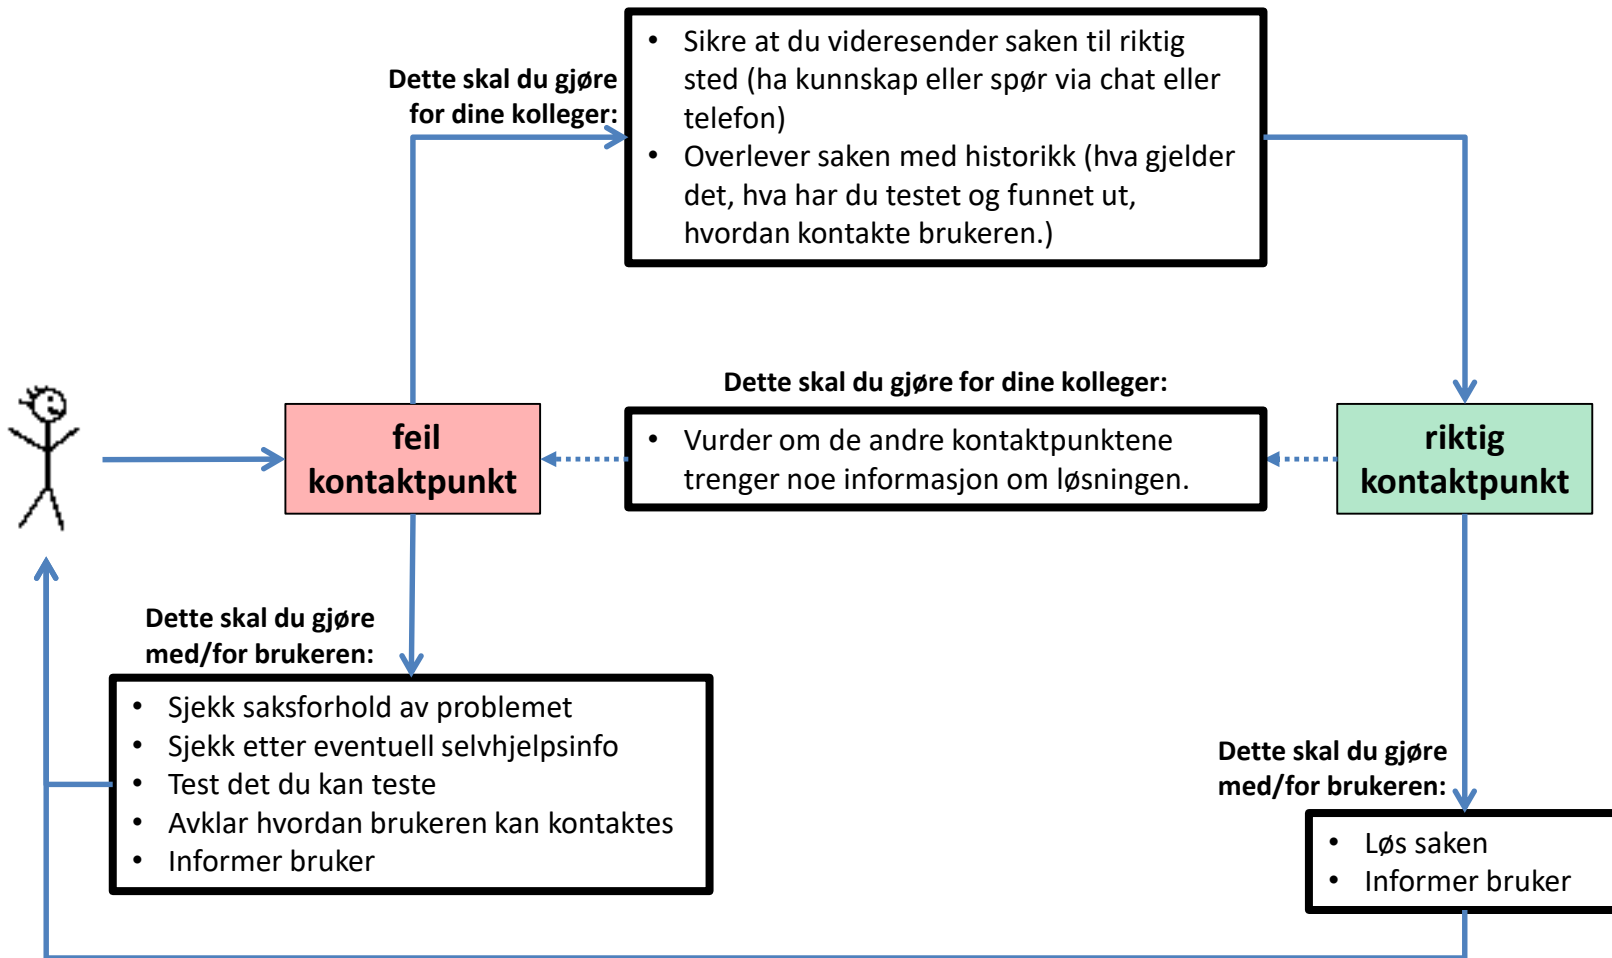 • Sikre at du videresender saken til riktig
sted (ha kunnskap eller spør via chat eller
telefon)
• Overlever saken med historikk (hva gjelder
det, hva har du testet og funnet ut,
hvordan kontakte brukeren.)
Dette skal du gjøre
for dine kolleger:
Dette skal du gjøre for dine kolleger:
feil
kontaktpunkt
• Vurder om de andre kontaktpunktene
trenger noe informasjon om løsningen.
riktig
kontaktpunkt
Dette skal du gjøre
med/for brukeren:
• Sjekk saksforhold av problemet
• Sjekk etter eventuell selvhjelpsinfo
• Test det du kan teste
• Avklar hvordan brukeren kan kontaktes
• Informer bruker
Dette skal du gjøre
med/for brukeren:
• Løs saken
• Informer bruker